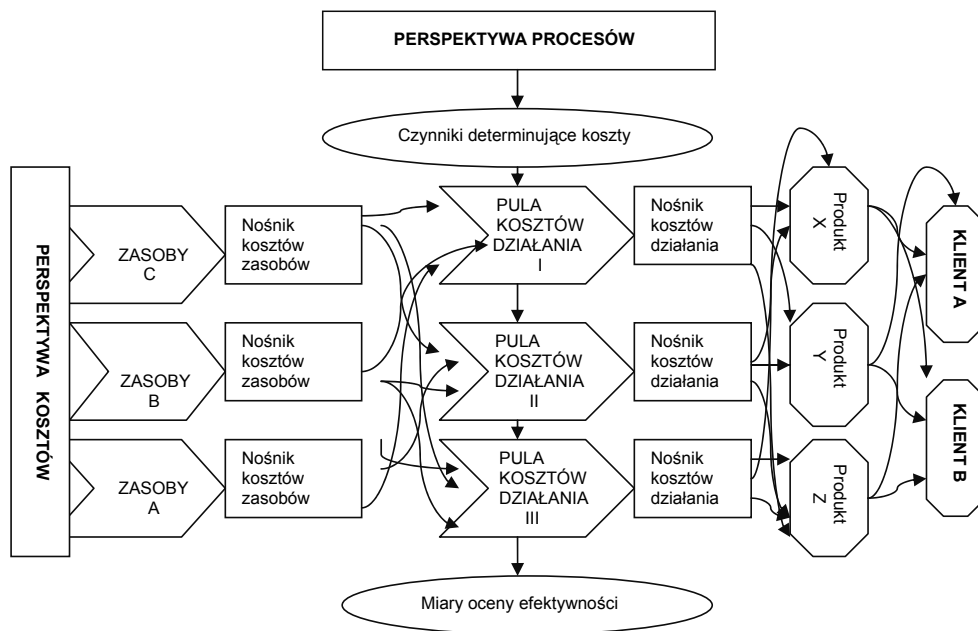 PERSPEKTYWA PROCESÓW
Czynniki determinujące koszty
PERSPEKTYWA KOSZTÓW
ZASOBY
C
Nośnik
kosztów
zasobów
PULA
KOSZTÓW
DZIAŁANIA
I
Nośnik
kosztów
działania
Produkt
X
KLIENT A
ZASOBY
B
Nośnik
kosztów
zasobów
PULA
KOSZTÓW
DZIAŁANIA
II
Nośnik
kosztów
działania
Produkt
Y
KLIENT B
ZASOBY
A
Nośnik
kosztów
zasobów
PULA
KOSZTÓW
DZIAŁANIA
III
Nośnik
kosztów
działania
Produkt
Z
Miary oceny efektywności